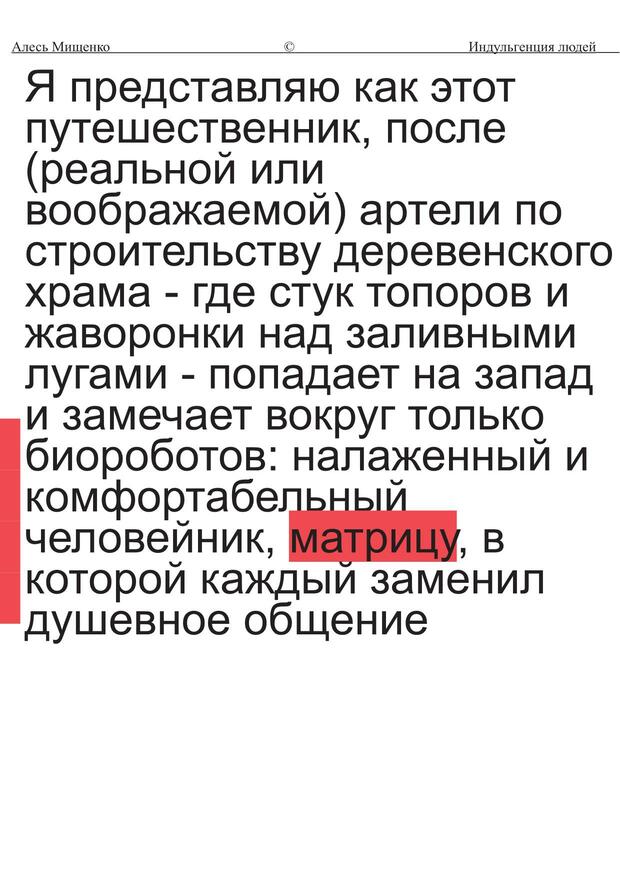 Алесь Мищенко © Индульгенция людей
Я представляю как этот
путешественник, после
(реальной или
воображаемой) артели по
строительству деревенского
храма - где стук топоров и
жаворонки над заливными
лугами - попадает на запад
и замечает вокруг только
биороботов: налаженный и
комфортабельный
человейник, матрицу, в
которой каждый заменил
душевное общение